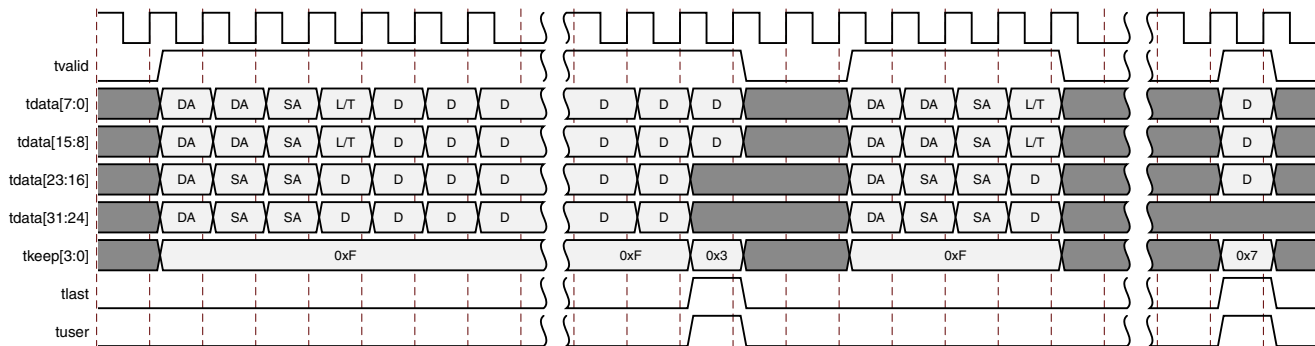 tvalid
tdata[7:0] DA DA SA L/T D D D D D D DA DA SA L/T D
tdata[15:8] DA DA SA L/T D D D D D D DA DA SA L/T D
tdata[23:16] DA SA SA D D D D D D DA SA SA D D
tdata[31:24] DA SA SA D D D D D D DA SA SA D
tkeep[3:0] 0xF 0xF 0x3 0xF 0x7
tlast
tuser